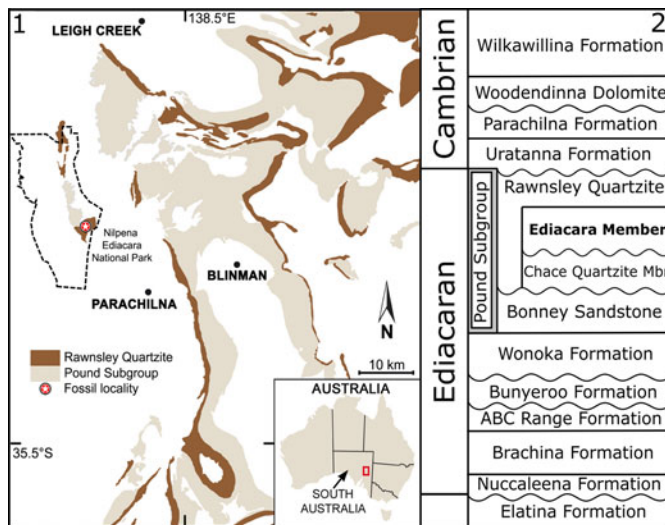 1
138.5°E
LEIGH CREEK
Nilpena
Ediacara
National Park
BLINMAN
PARACHILNA
N
Rawnsley Quartzite
Pound Subgroup
Fossil locality
10 km
35.5°S
AUSTRALIA
SOUTH
AUSTRALIA
2
Cambrian
Ediacaran
Pound Subgroup
Wilkawillina Formation
Woodendinna Dolomite
Parachilna Formation
Uratanna Formation
Rawnsley Quartzite
Ediacara Member
Chace Quartzite Mbr
Bonney Sandstone
Wonoka Formation
Bunyeroo Formation
ABC Range Formation
Brachina Formation
Nuccaleena Formation
Elatina Formation